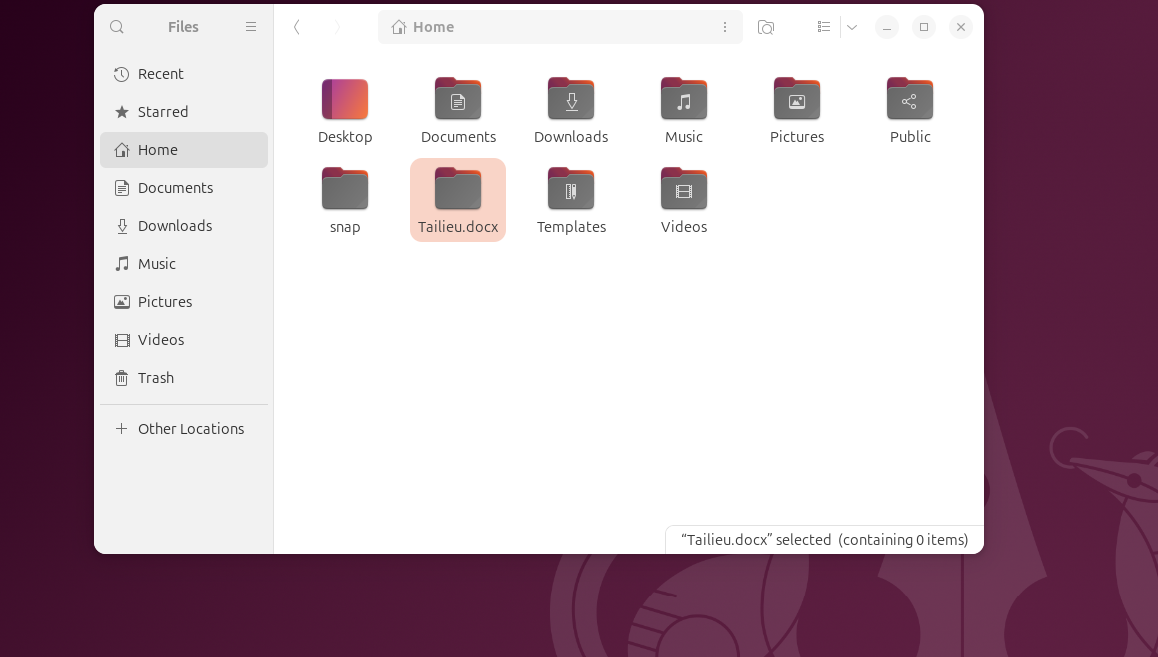 Files
Home
Recent
Starred
Home
Documents
Downloads
Music
Pictures
Videos
Trash
Other Locations
Desktop Documents Downloads Music Pictures Public
snap Tailieu.docx Templates Videos
“Tailieu.docx” selected (containing 0 items)